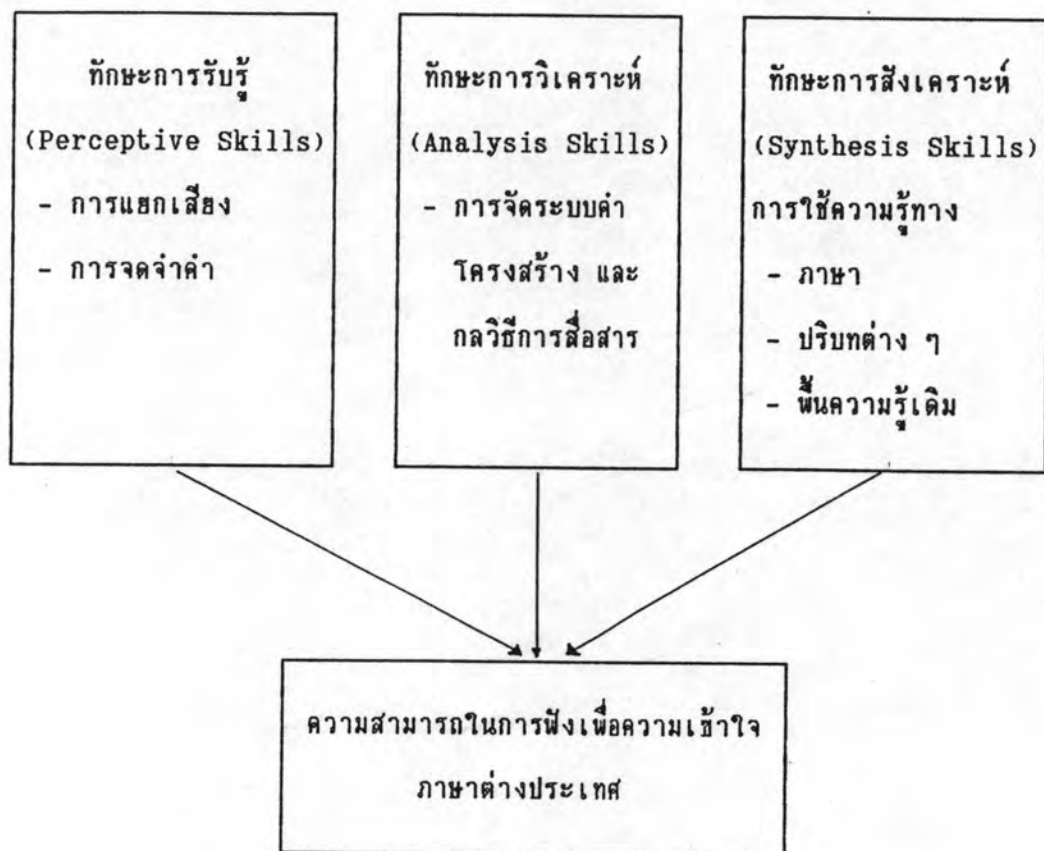 ทักษะการรับรู้
(Perceptive Skills)
- การแยกเสียง
- การจดจำคำ
ทักษะการวิเคราะห์
(Analysis Skills)
- การจัดระบบคำ
โครงสร้าง และ
กลวิธีการสื่อสาร
ทักษะการสังเคราะห์
(Synthesis Skills)
การใช้ความรู้ทาง
- ภาษา
- ปริบทต่าง ๆ
- พื้นความรู้เดิม
ความสามารถในการฟังเพื่อความเข้าใจ
ภาษาต่างประเทศ